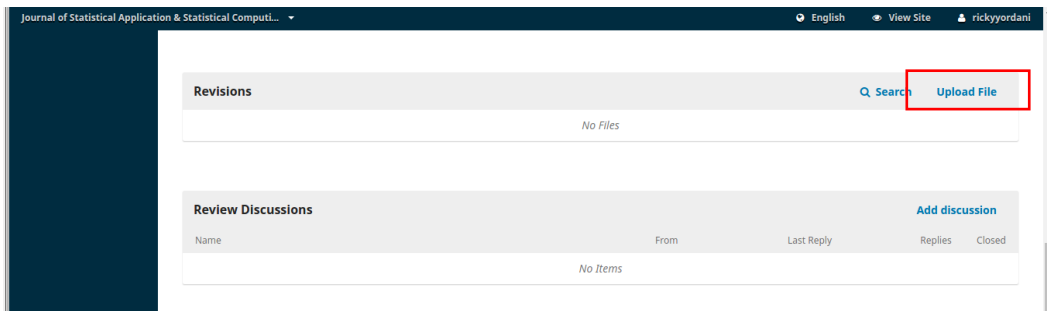 Journal of Statistical Application & Statistical Computi... English View Site rickyyordani
Revisions Search Upload File
No Files
Review Discussions Add discussion
Name From Last Reply Replies Closed
No Items